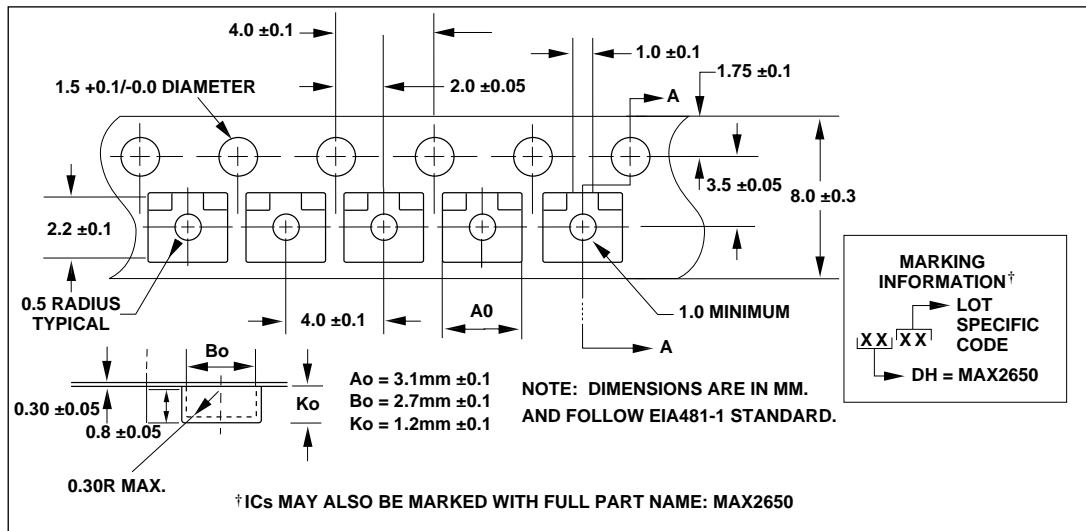 4.0 ±0.1
1.0 ±0.1
1.75 ±0.1
1.5 +0.1/-0.0 DIAMETER
2.0 ±0.05
A
3.5 ±0.05
8.0 ±0.3
2.2 ±0.1
0.5 RADIUS
TYPICAL
4.0 ±0.1
A0
1.0 MINIMUM
A
MARKING
INFORMATION†
LOT
SPECIFIC
CODE
XX XX
DH = MAX2650
Bo
Ko
0.30 ±0.05
0.8 ±0.05
0.30R MAX.
Ao = 3.1mm ±0.1
Bo = 2.7mm ±0.1
Ko = 1.2mm ±0.1
NOTE: DIMENSIONS ARE IN MM.
AND FOLLOW EIA481-1 STANDARD.
†ICs MAY ALSO BE MARKED WITH FULL PART NAME: MAX2650